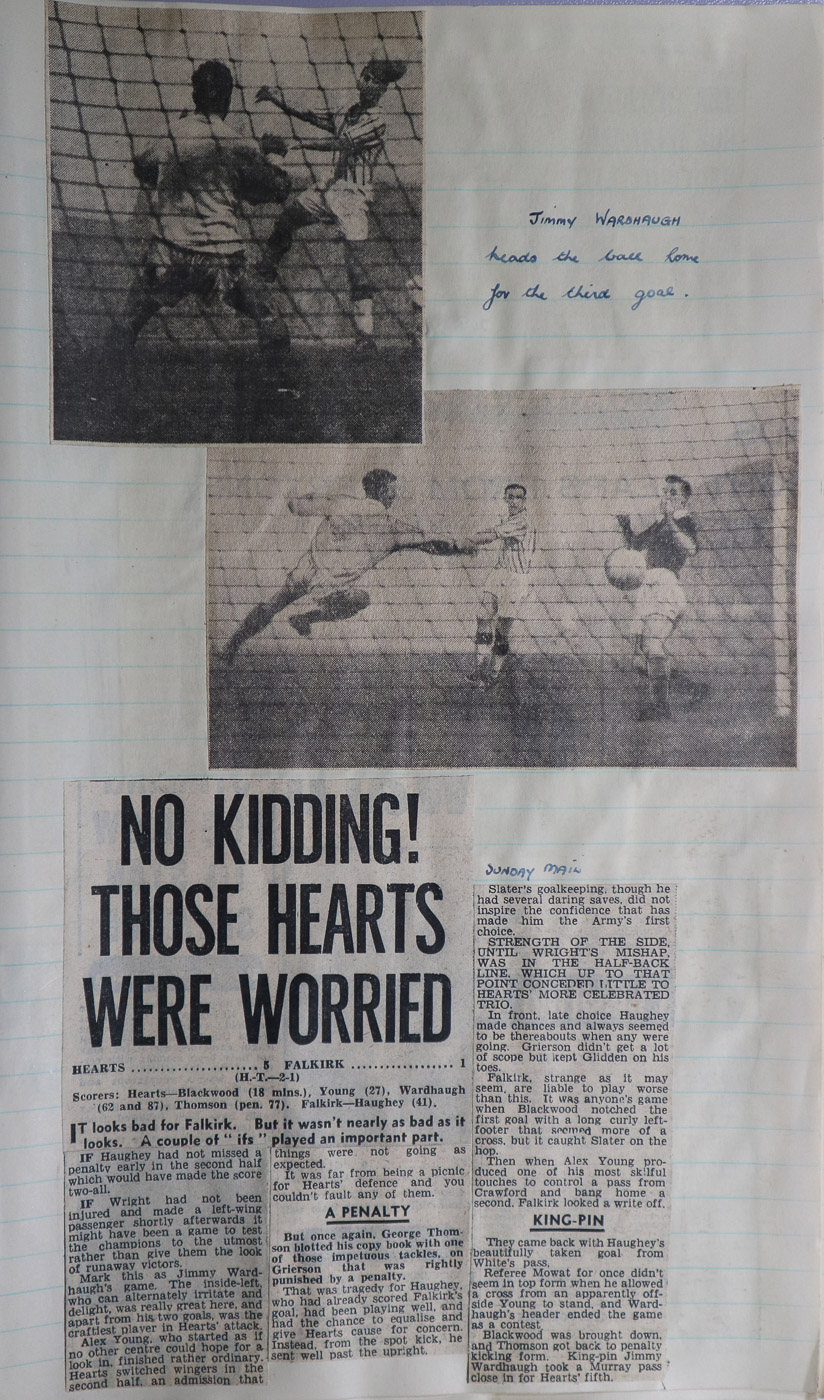 Jimmy WARDHAUGH
heads the ball home
for the third goal.
NO KIDDING!
THOSE HEARTS
WERE WORRIED
HEARTS ..................... 5 FALKIRK ................. 1
(H.-T.—2-1)
Scorers: Hearts—Blackwood (18 mins.), Young (27), Wardhaugh
(62 and 87), Thomson (pen. 77). Falkirk—Haughey (41).
IT looks bad for Falkirk. But it wasn't nearly as bad as it
looks. A couple of "ifs" played an important part.
IF Haughey had not missed a
penalty early in the second half
which would have made the score
two-all.
IF Wright had not been
injured and made a left-wing
passenger shortly afterwards it
might have been a game to test
the champions to the utmost
rather than give them the look
of runaway victors.
Mark this as Jimmy Ward-
haugh's game. The inside-left,
who can alternately irritate and
delight, was really great here, and
apart from his two goals, was the
craftiest player in Hearts' attack.
Alex Young, who started as if
no other centre could hope for a
look in, finished rather ordinary.
Hearts switched wingers in the
second half, an admission that
things were not going as
expected.
It was far from being a picnic
for Hearts' defence and you
couldn't fault any of them.
A PENALTY
But once again, George Thom-
son blotted his copy book with one
of those impetuous tackles, on
Grierson that was rightly
punished by a penalty.
That was tragedy for Haughey,
who had already scored Falkirk's
goal, had been playing well, and
had the chance to equalise and
give Hearts cause for concern.
Instead, from the spot kick, he
sent well past the upright.
SUNDAY MAIL
Slater's goalkeeping, though he
had several daring saves, did not
inspire the confidence that has
made him the Army's first
choice.
STRENGTH OF THE SIDE,
UNTIL WRIGHT'S MISHAP,
WAS IN THE HALF-BACK
LINE, WHICH UP TO THAT
POINT CONCEDED LITTLE TO
HEARTS' MORE CELEBRATED
TRIO.
In front, late choice Haughey
made chances and always seemed
to be thereabouts when any were
going. Grierson didn't get a lot
of scope but kept Glidden on his
toes.
Falkirk, strange as it may
seem, are liable to play worse
than this. It was anyone's game
when Blackwood notched the
first goal with a long curly left-
footer that seemed more of a
cross, but it caught Slater on the
hop.
Then when Alex Young pro-
duced one of his most skilful
touches to control a pass from
Crawford and bang home a
second, Falkirk looked a write off.
KING-PIN
They came back with Haughey's
beautifully taken goal from
White's pass.
Referee Mowat for once didn't
seem in top form when he allowed
a cross from an apparently off-
side Young to stand, and Ward-
haugh's header ended the game
as a contest.
Blackwood was brought down,
and Thomson got back to penalty
kicking form. King-pin Jimmy
Wardhaugh took a Murray pass
close in for Hearts' fifth.